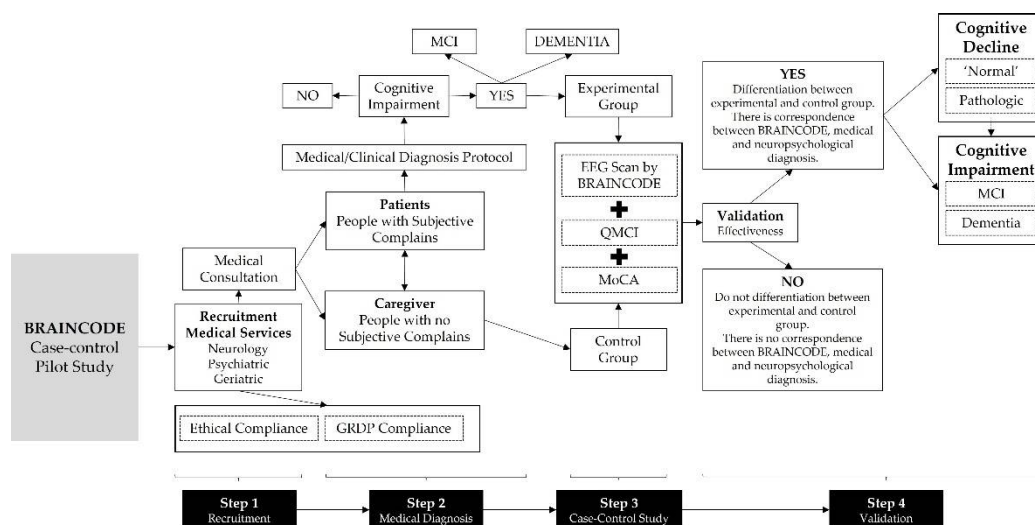 BRAINCODE
Case-control
Pilot Study
Medical
Consultation
Recruitment
Medical Services
Neurology
Psychiatric
Geriatric
Ethical Compliance
GRDP Compliance
MCI
DEMENTIA
NO
Cognitive
Impairment
YES
Medical/Clinical Diagnosis Protocol
Patients
People with Subjective
Complains
Caregiver
People with no
Subjective Complains
Experimental
Group
EEG Scan by
BRAINCODE
QMCI
MoCA
Control
Group
Validation
Effectiveness
YES
Differentiation between
experimental and control group.
There is correspondence
between BRAINCODE, medical
and neuropsychological
diagnosis.
NO
Do not differentiation between
experimental and control
group.
There is no correspondence
between BRAINCODE, medical
and neuropsychological
diagnosis.
Cognitive
Decline
'Normal'
Pathologic
Cognitive
Impairment
MCI
Dementia
Step 1
Recruitment
Step 2
Medical Diagnosis
Step 3
Case-Control Study
Step 4
Validation